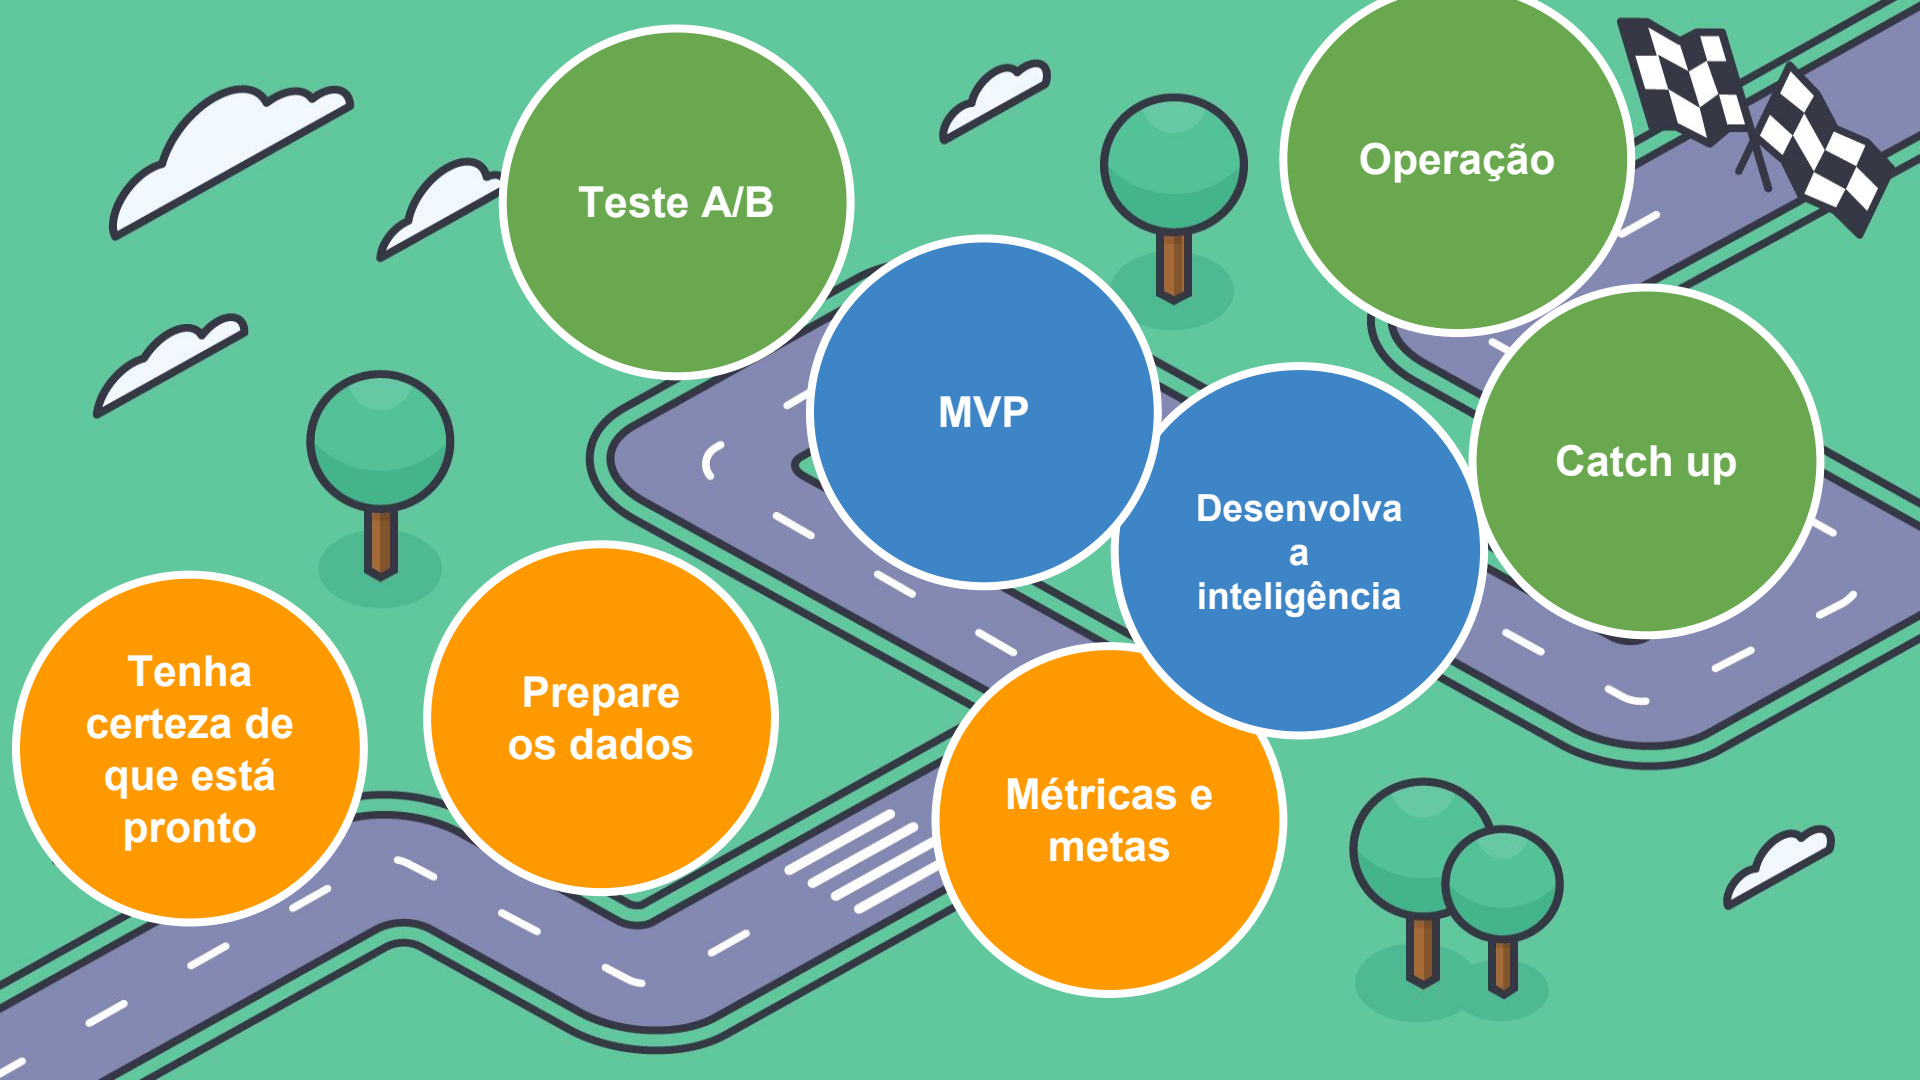 Teste A/B
Operação
MVP
Catch up
Desenvolva
a
inteligência
Tenha
certeza de
que está
pronto
Prepare
os dados
Métricas e
metas